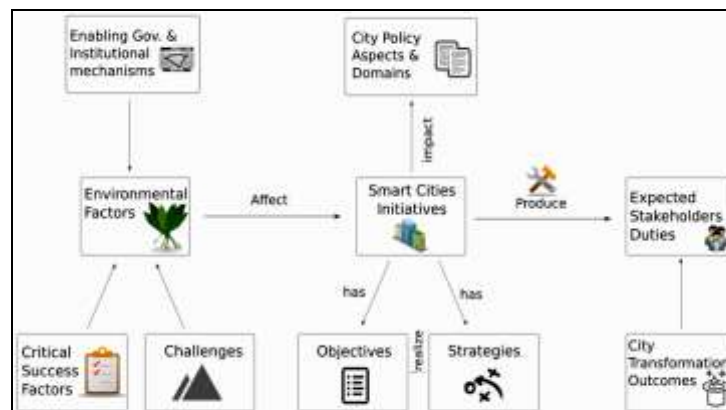 Enabling Gov. &
Institutional
mechanisms
City Policy
Aspects &
Domains
impact
Environmental
Factors
Affect
Smart Cities
Initiatives
Produce
Expected
Stakeholders
Duties
has
has
Critical
Success
Factors
Challenges
Objectives
realize
Strategies
City
Transformation
Outcomes